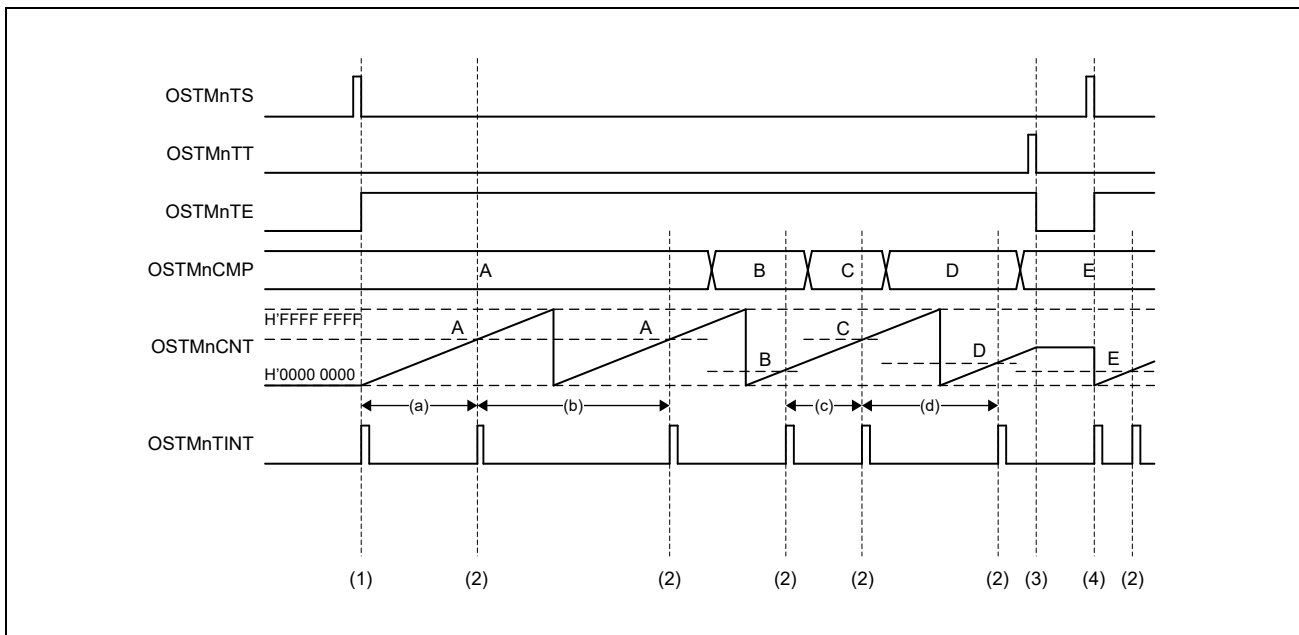 OSTMnTS
OSTMnTT
OSTMnTE
OSTMnCMP
A B C D E
H'FFFF FFFF
A A C
OSTMnCNT
B D E
H'0000 0000
(a) (b) (c) (d)
OSTMnTINT
(1) (2) (2) (2) (2) (2) (3) (4) (2)